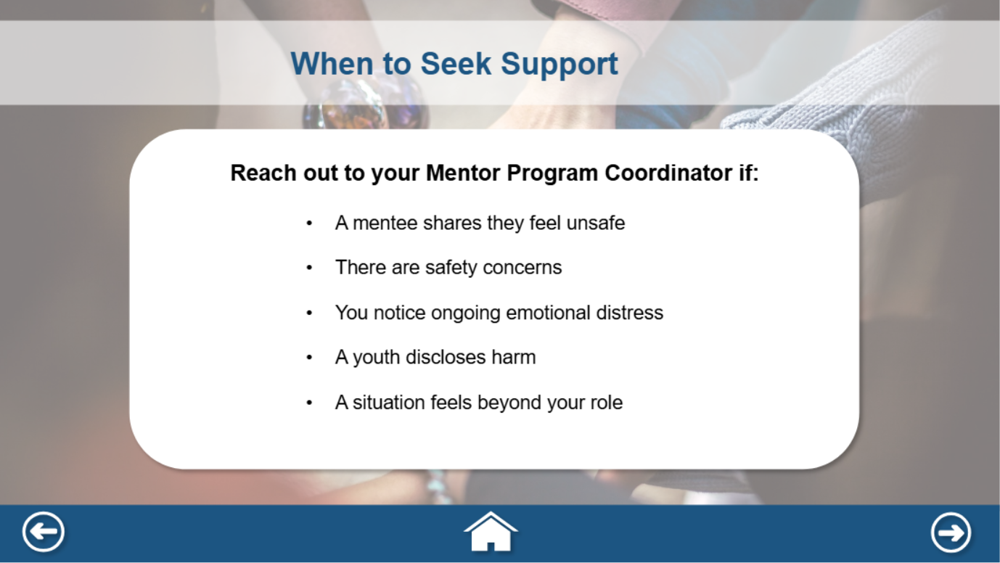 When to Seek Support
Reach out to your Mentor Program Coordinator if:
• A mentee shares they feel unsafe
• There are safety concerns
• You notice ongoing emotional distress
• A youth discloses harm
• A situation feels beyond your role